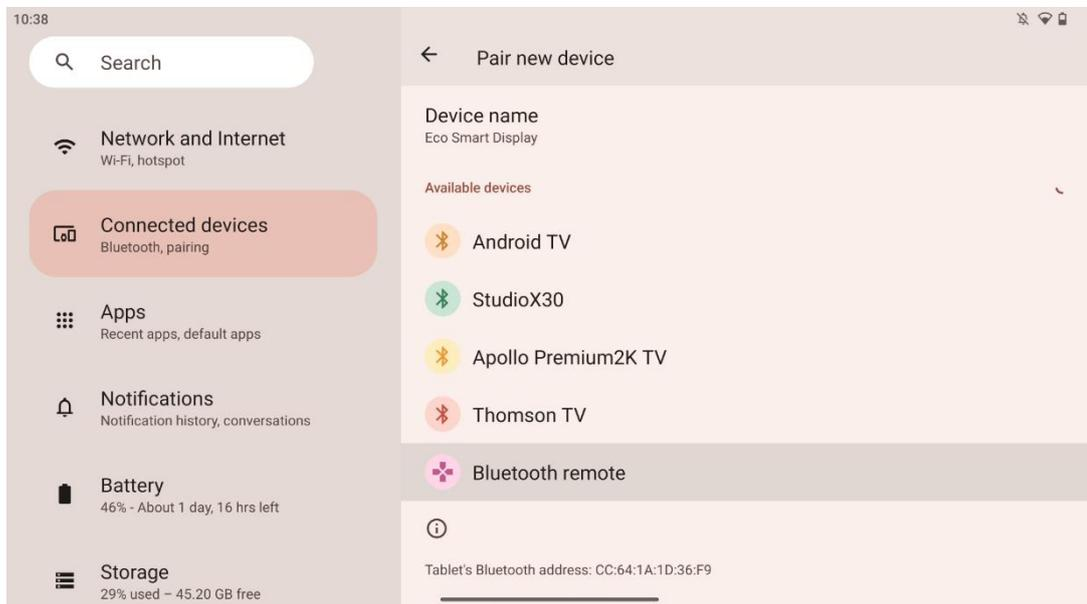 10:38
Search
Network and Internet
Wi-Fi, hotspot
Connected devices
Bluetooth, pairing
Apps
Recent apps, default apps
Notifications
Notification history, conversations
Battery
46% - About 1 day, 16 hrs left
Storage
29% used – 45.20 GB free
Pair new device
Device name
Eco Smart Display
Available devices
Android TV
StudioX30
Apollo Premium2K TV
Thomson TV
Bluetooth remote
Tablet's Bluetooth address: CC:64:1A:1D:36:F9